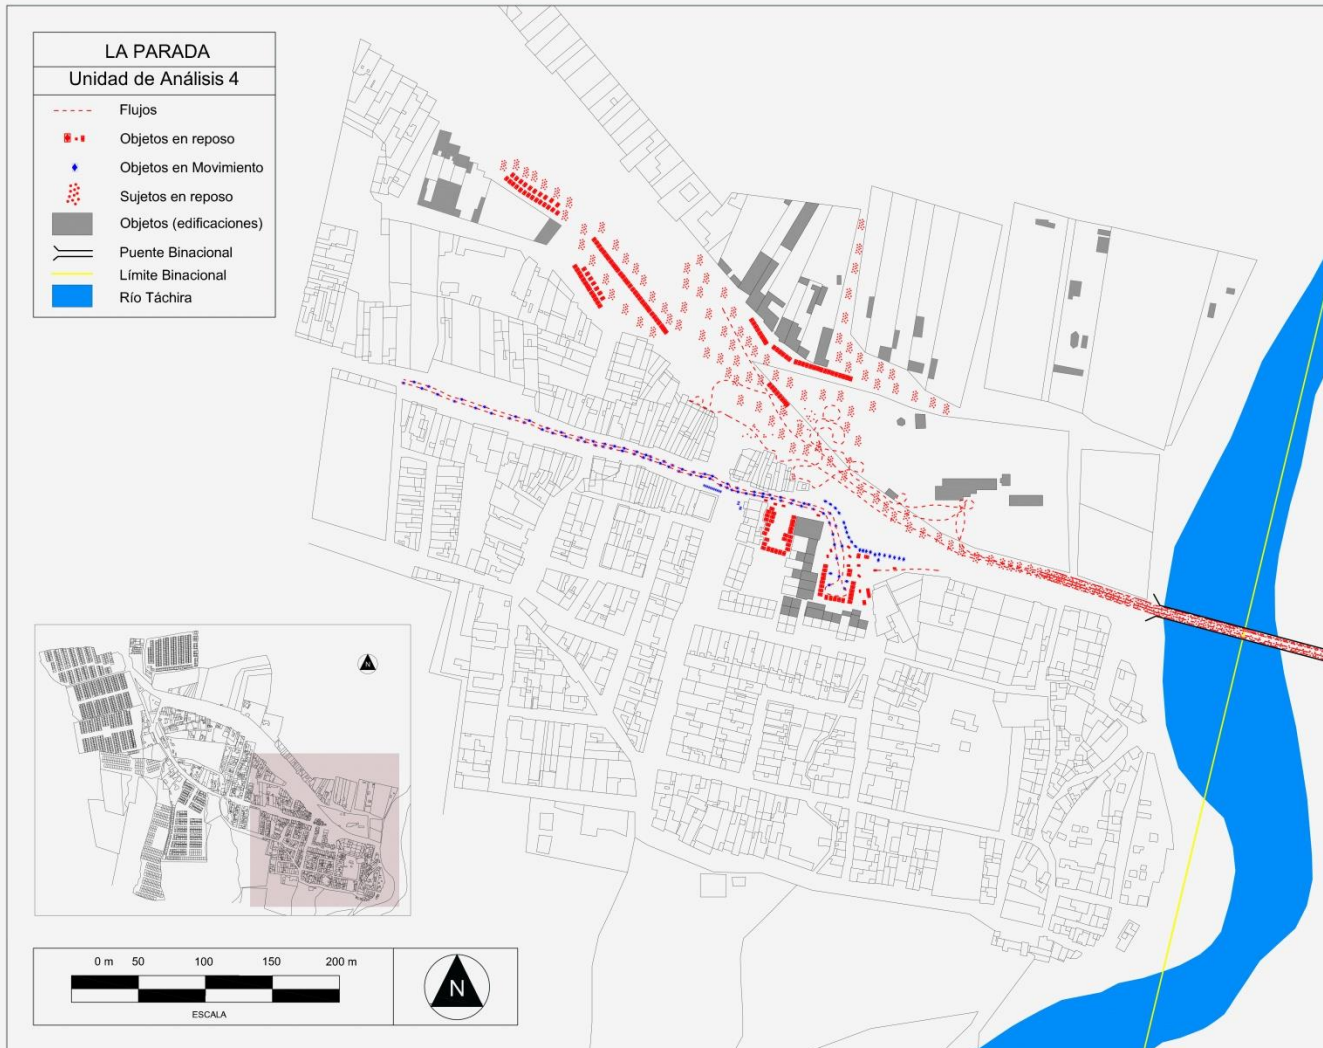 LA PARADA
Unidad de Análisis 4
Flujos
Objetos en reposo
Objetos en Movimiento
Sujetos en reposo
Objetos (edificaciones)
Puente Binacional
Límite Binacional
Río Táchira
N
0 m 50 100 150 200 m
ESCALA
N